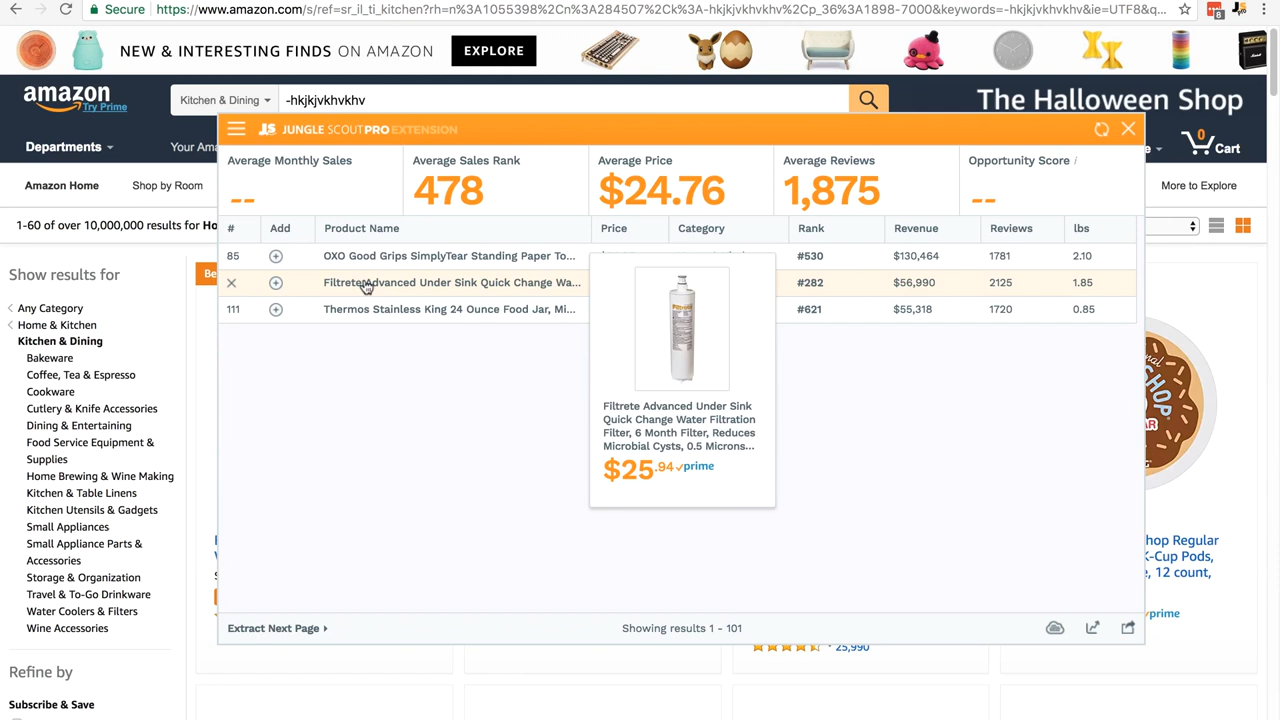 Secure https://www.amazon.com/s/ref=sr_il_ti_kitchen?rh=n%3A1055398%2Cn%3A284507%2Ck%3A-hkjkjvkhvkhv%2Cp_36%3A1898-7000&keywords=-hkjkjvkhvkhv&ie=UTF8&q...
8
NEW & INTERESTING FINDS ON AMAZON EXPLORE
amazon
Try Prime
Kitchen & Dining
-hkjkjvkhvkhv
The Halloween Shop
JS JUNGLE SCOUTPRO EXTENSION
Departments
Your Am
0
Cart
Average Monthly Sales
Average Sales Rank
Average Price
Average Reviews
Opportunity Score i
--
478
$24.76
1,875
--
Amazon Home
Shop by Room
More to Explore
1-60 of over 10,000,000 results for Ho
# Add Product Name Price Category Rank Revenue Reviews lbs
85 OXO Good Grips SimplyTear Standing Paper To... #530 $130,464 1781 2.10
Filtrete Advanced Under Sink Quick Change Wa... #282 $56,990 2125 1.85
111 Thermos Stainless King 24 Ounce Food Jar, Mi... #621 $55,318 1720 0.85
Filtrete
Filtrete Advanced Under Sink
Quick Change Water Filtration
Filter, 6 Month Filter, Reduces
Microbial Cysts, 0.5 Microns...
$25.94 prime
Show results for
Any Category
Home & Kitchen
Kitchen & Dining
Bakeware
Coffee, Tea & Espresso
Cookware
Cutlery & Knife Accessories
Dining & Entertaining
Food Service Equipment &
Supplies
Home Brewing & Wine Making
Kitchen & Table Linens
Kitchen Utensils & Gadgets
Small Appliances
Small Appliance Parts &
Accessories
Storage & Organization
Travel & To-Go Drinkware
Water Coolers & Filters
Wine Accessories
Refine by
Subscribe & Save
Be
hop Regular
K-Cup Pods,
e, 12 count,
prime
25,990
Extract Next Page
Showing results 1 - 101